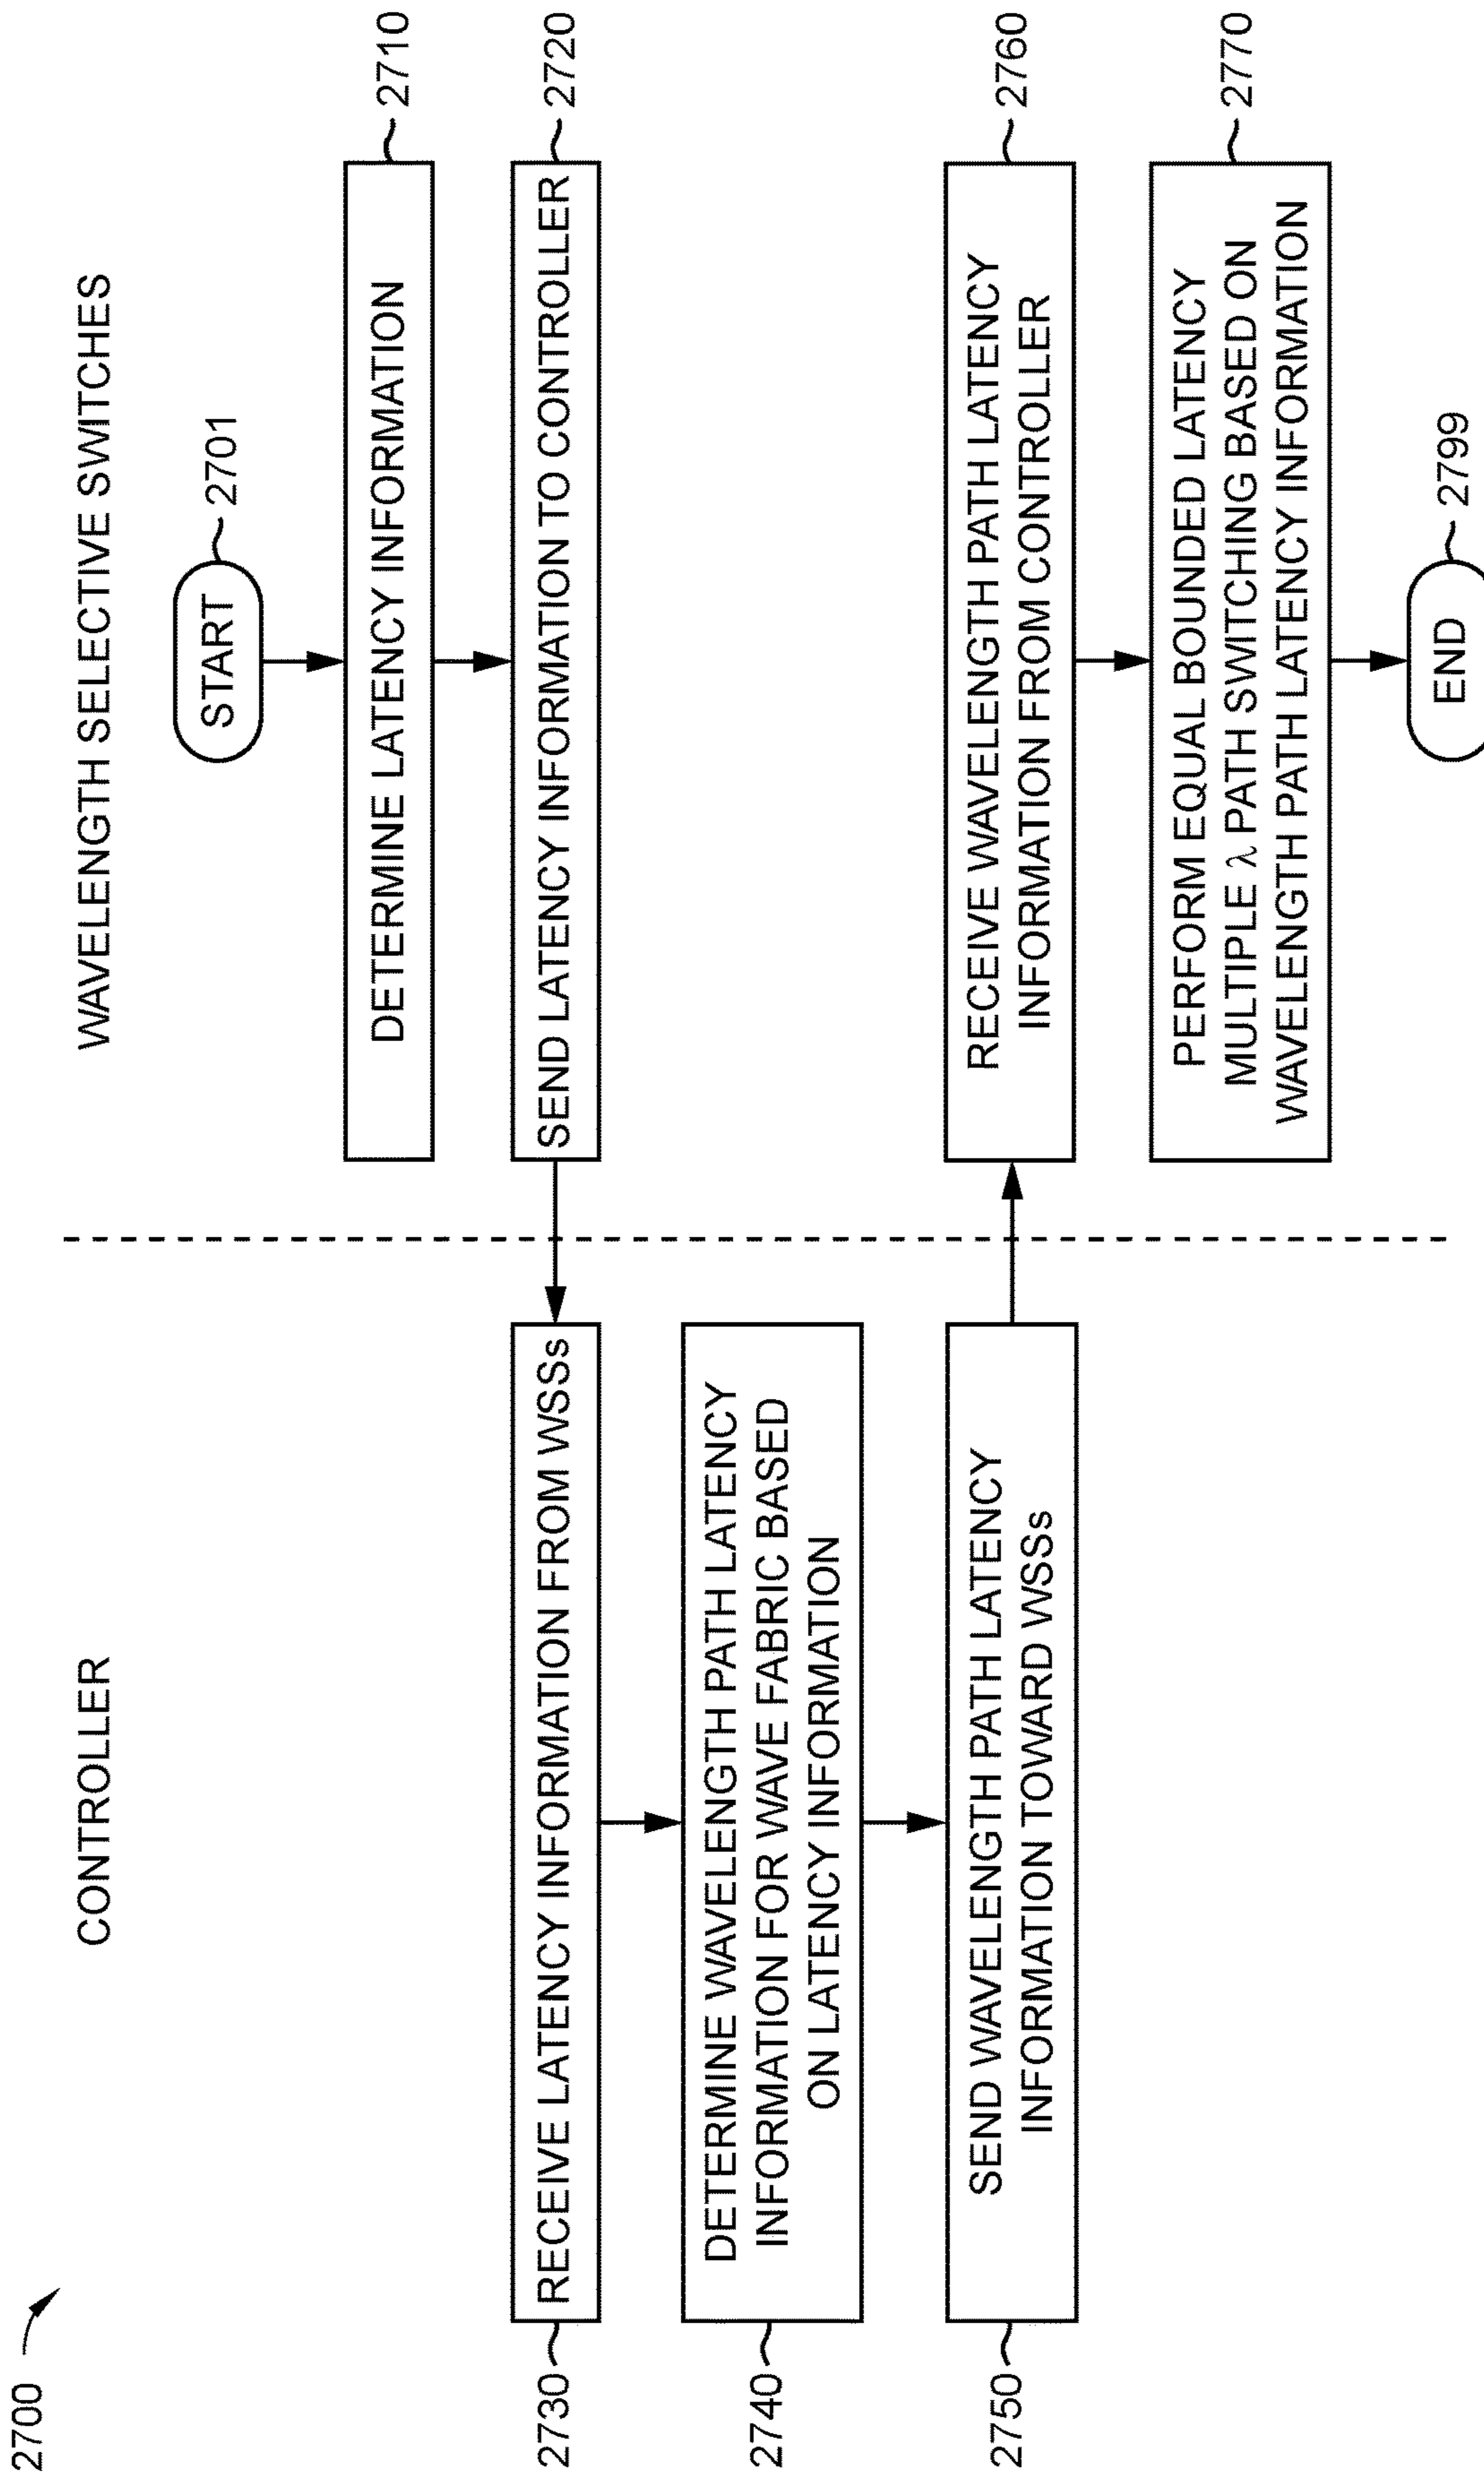 2700
CONTROLLER
WAVELENGTH SELECTIVE SWITCHES
START
2701
DETERMINE LATENCY INFORMATION
2710
SEND LATENCY INFORMATION TO CONTROLLER
2720
2730
RECEIVE LATENCY INFORMATION FROM WSSs
2740
DETERMINE WAVELENGTH PATH LATENCY
INFORMATION FOR WAVE FABRIC BASED
ON LATENCY INFORMATION
2750
SEND WAVELENGTH PATH LATENCY
INFORMATION TOWARD WSSs
RECEIVE WAVELENGTH PATH LATENCY
INFORMATION FROM CONTROLLER
2760
PERFORM EQUAL BOUNDED LATENCY
MULTIPLE λ PATH SWITCHING BASED ON
WAVELENGTH PATH LATENCY INFORMATION
2770
END
2799